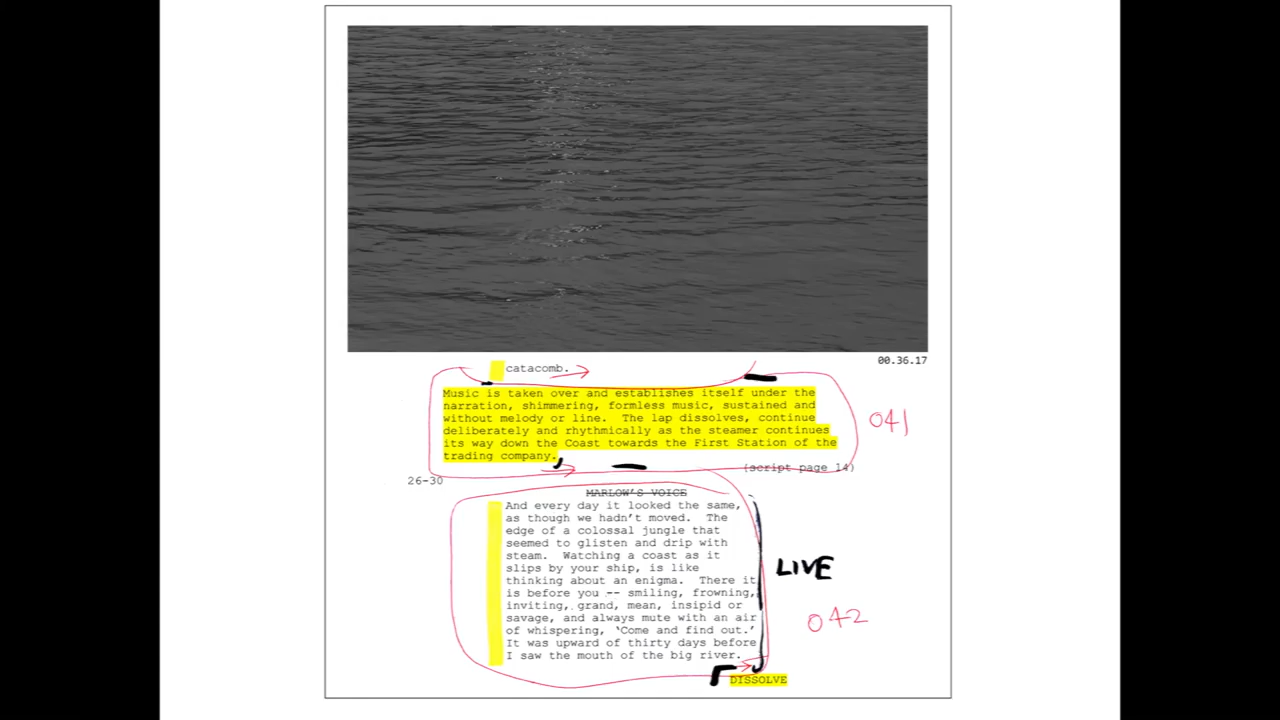 00.36.17
catacomb.
Music is taken over and establishes itself under the
narration, shimmering, formless music, sustained and
without melody or line.  The lap dissolves, continue
deliberately and rhythmically as the steamer continues
its way down the Coast towards the First Station of the
trading company.
041
(script page 14)
26-30
MARLOW'S VOICE
And every day it looked the same,
as though we hadn't moved.  The
edge of a colossal jungle that
seemed to glisten and drip with
steam.  Watching a coast as it
slips by your ship, is like
thinking about an enigma.  There it
is before you -- smiling, frowning,
inviting, grand, mean, insipid or
savage, and always mute with an air
of whispering, 'Come and find out.'
It was upward of thirty days before
I saw the mouth of the big river.
LIVE
042
DISSOLVE